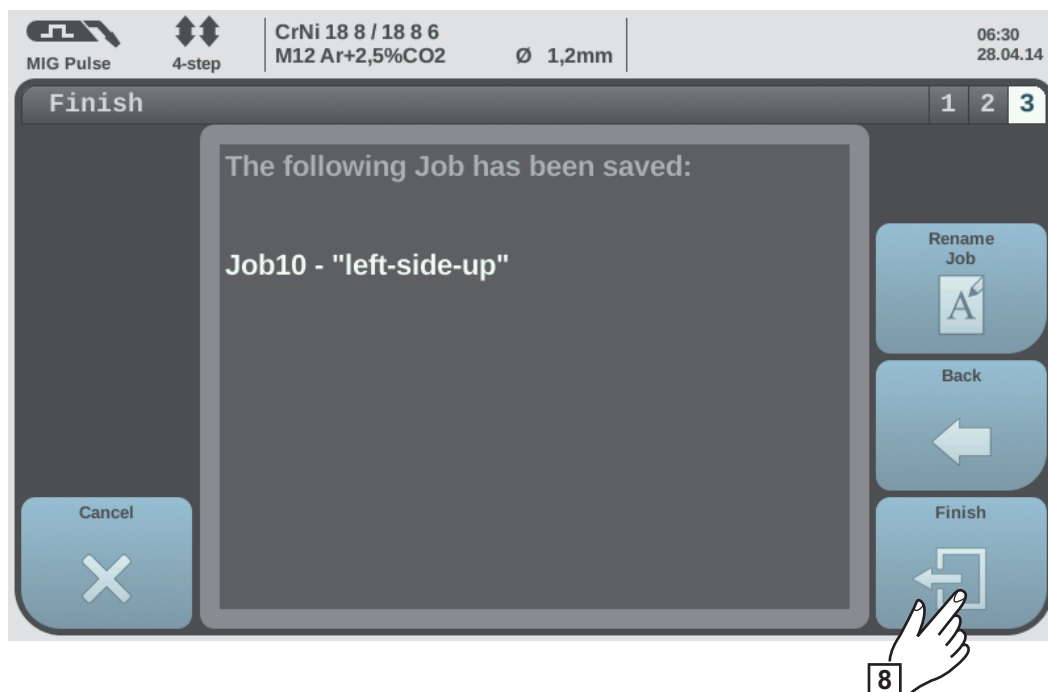 MIG Pulse
4-step
CrNi 18 8 / 18 8 6
M12 Ar+2,5%CO2 Ø 1,2mm
06:30
28.04.14
Finish 1 2 3
The following Job has been saved:
Job10 - "left-side-up"
Rename
Job
A
Back
Cancel
Finish
8